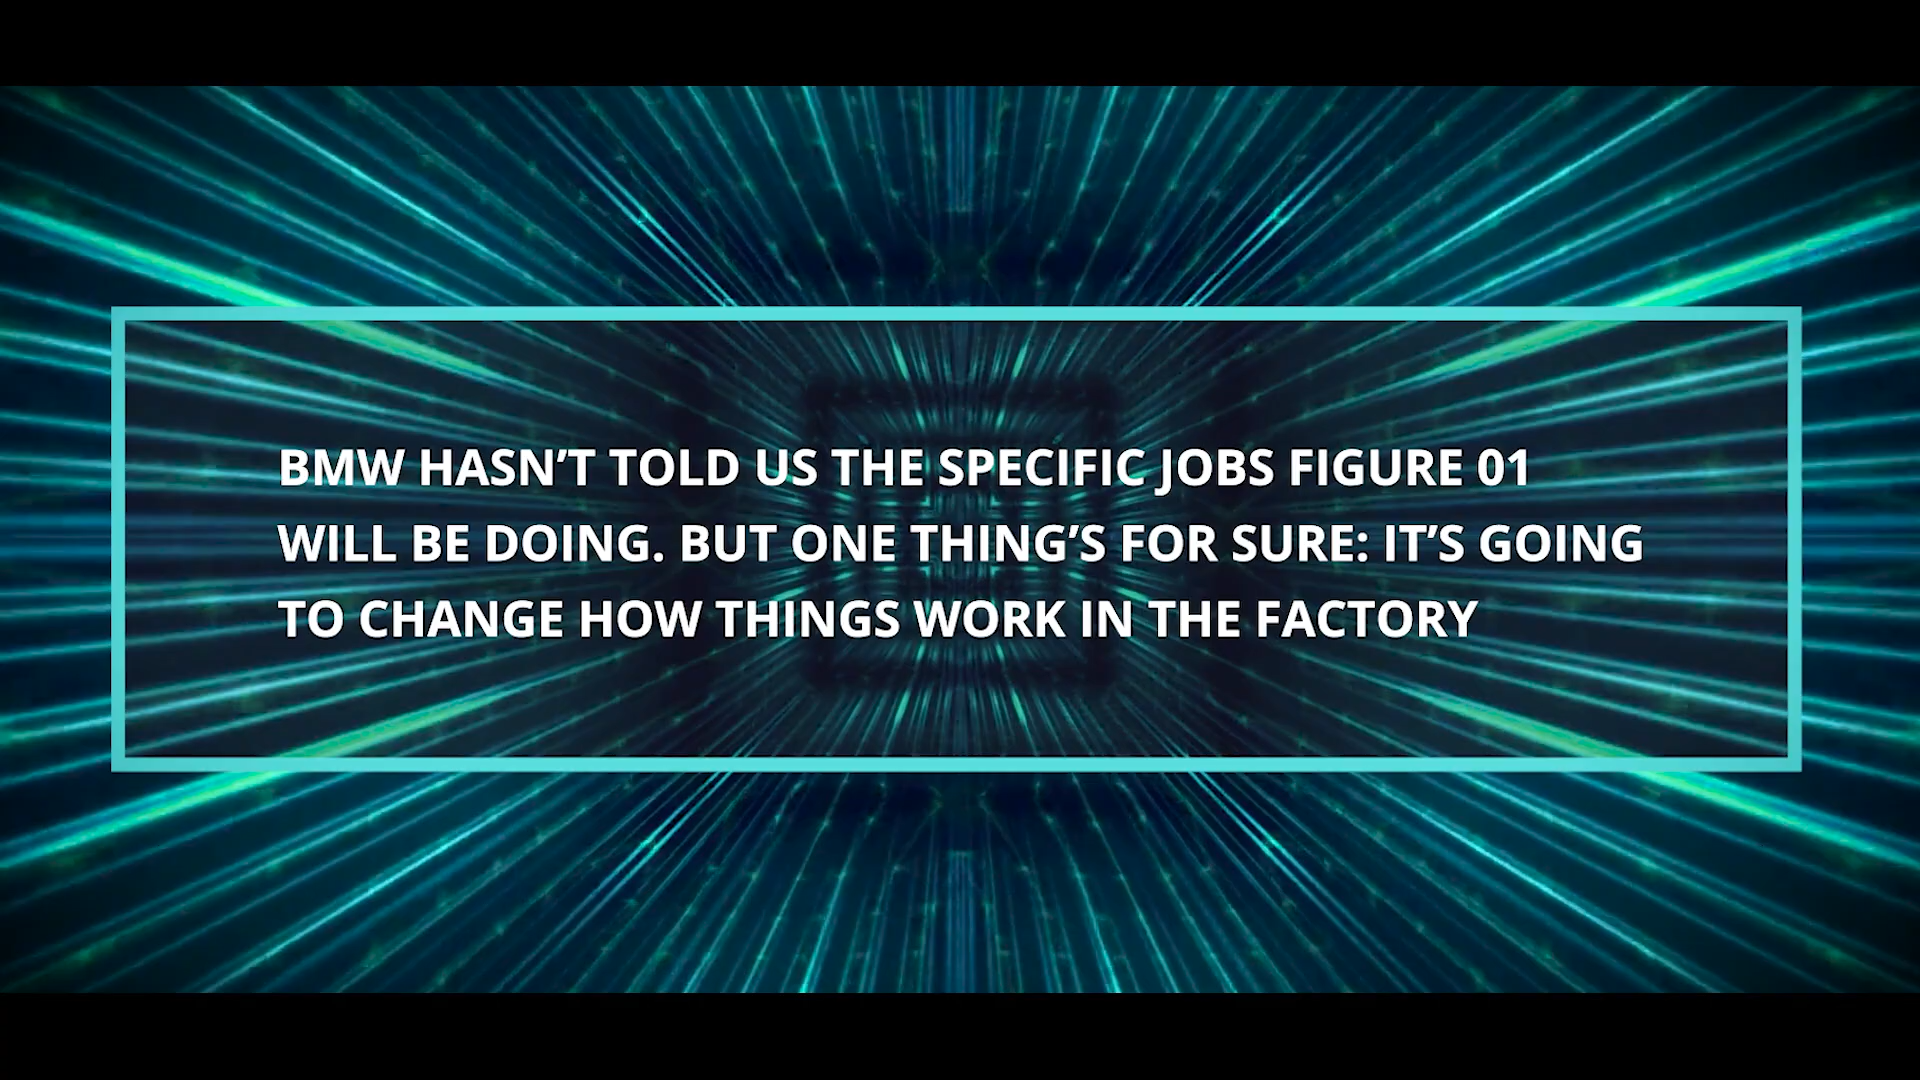 BMW HASN’T TOLD US THE SPECIFIC JOBS FIGURE 01
WILL BE DOING. BUT ONE THING’S FOR SURE: IT’S GOING
TO CHANGE HOW THINGS WORK IN THE FACTORY